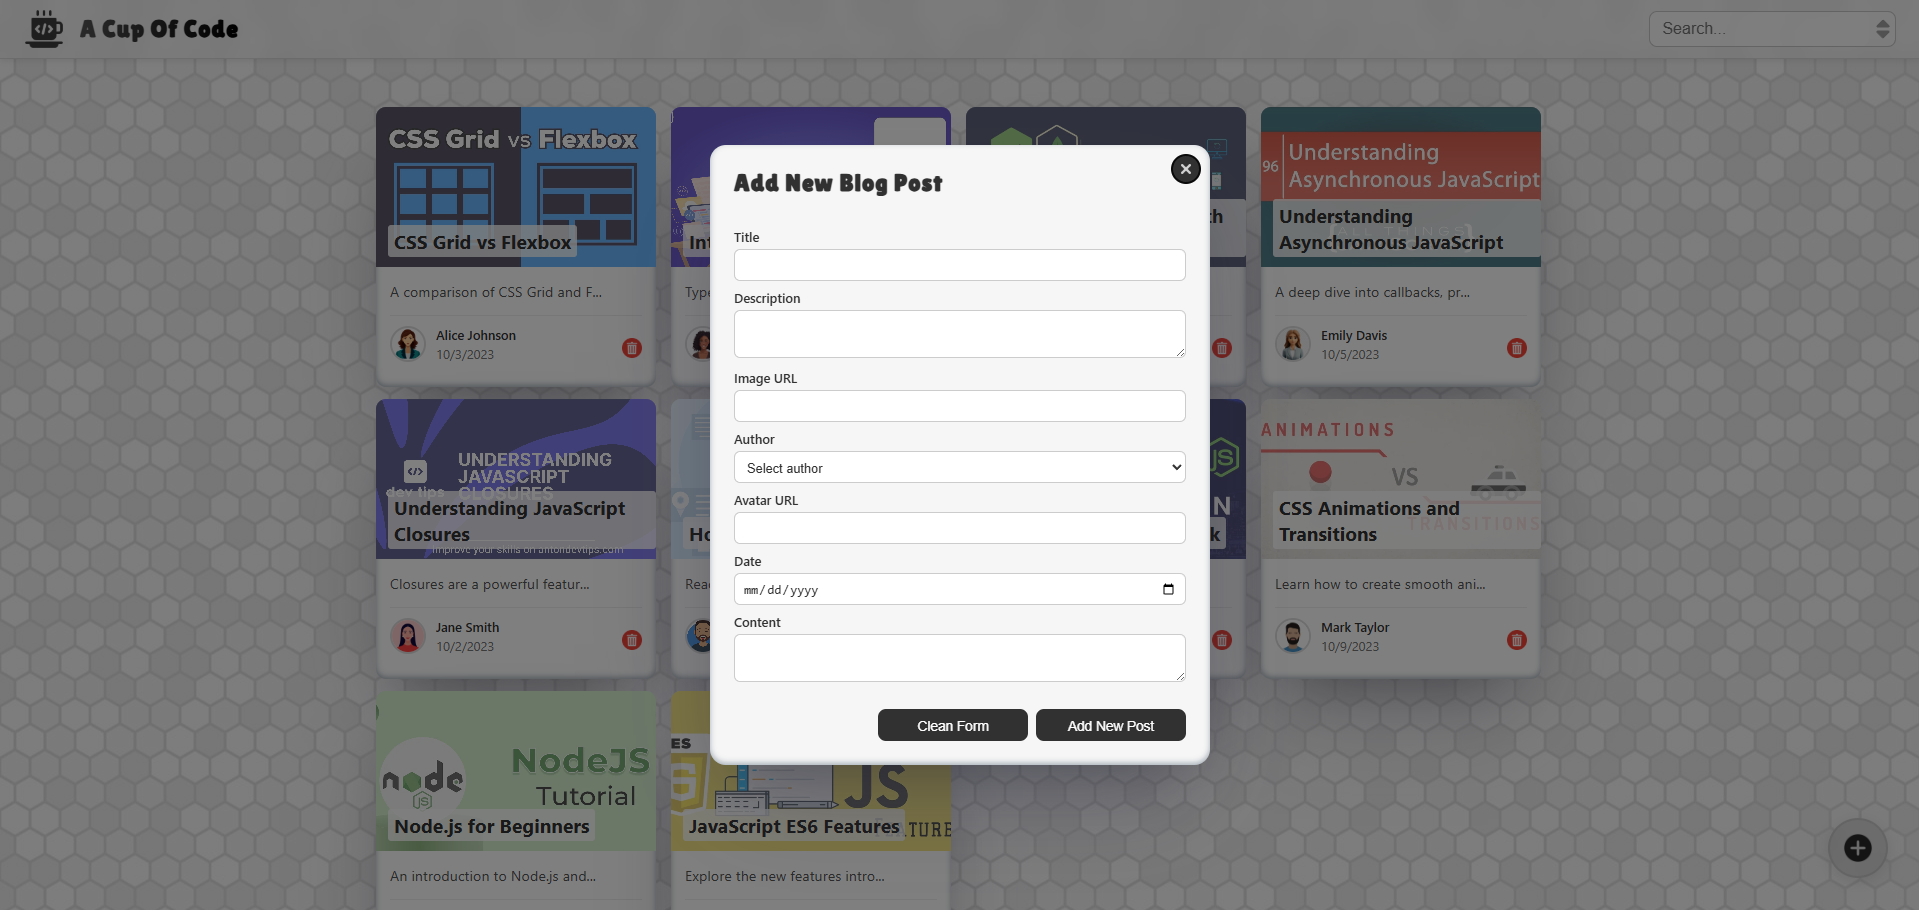 A Cup Of Code
Search...
CSS Grid vs Flexbox
CSS Grid vs Flexbox
A comparison of CSS Grid and F...
Alice Johnson
10/3/2023
96
Understanding
Asynchronous JavaScript
Understanding
Asynchronous JavaScript
A deep dive into callbacks, pr...
Emily Davis
10/5/2023
Add New Blog Post
Title
Description
Image URL
Author
Select author
Avatar URL
Date
mm/dd/yyyy
Content
Clean Form
Add New Post
UNDERSTANDING
JAVASCRIPT
CLOSURES
dev tips
Understanding JavaScript
Closures
improve your skills on antondevtips.com
Closures are a powerful featur...
Jane Smith
10/2/2023
JS
ANIMATIONS
VS
TRANSITIONS
CSS Animations and
Transitions
Learn how to create smooth ani...
Mark Taylor
10/9/2023
node
JS
NodeJS
Tutorial
Node.js for Beginners
An introduction to Node.js and...
JS
JavaScript ES6 Features
Explore the new features intro...